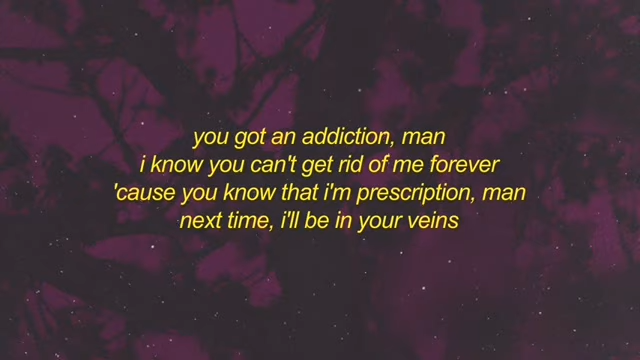 you got an addiction, man
i know you can't get rid of me forever
'cause you know that i'm prescription, man
next time, i'll be in your veins